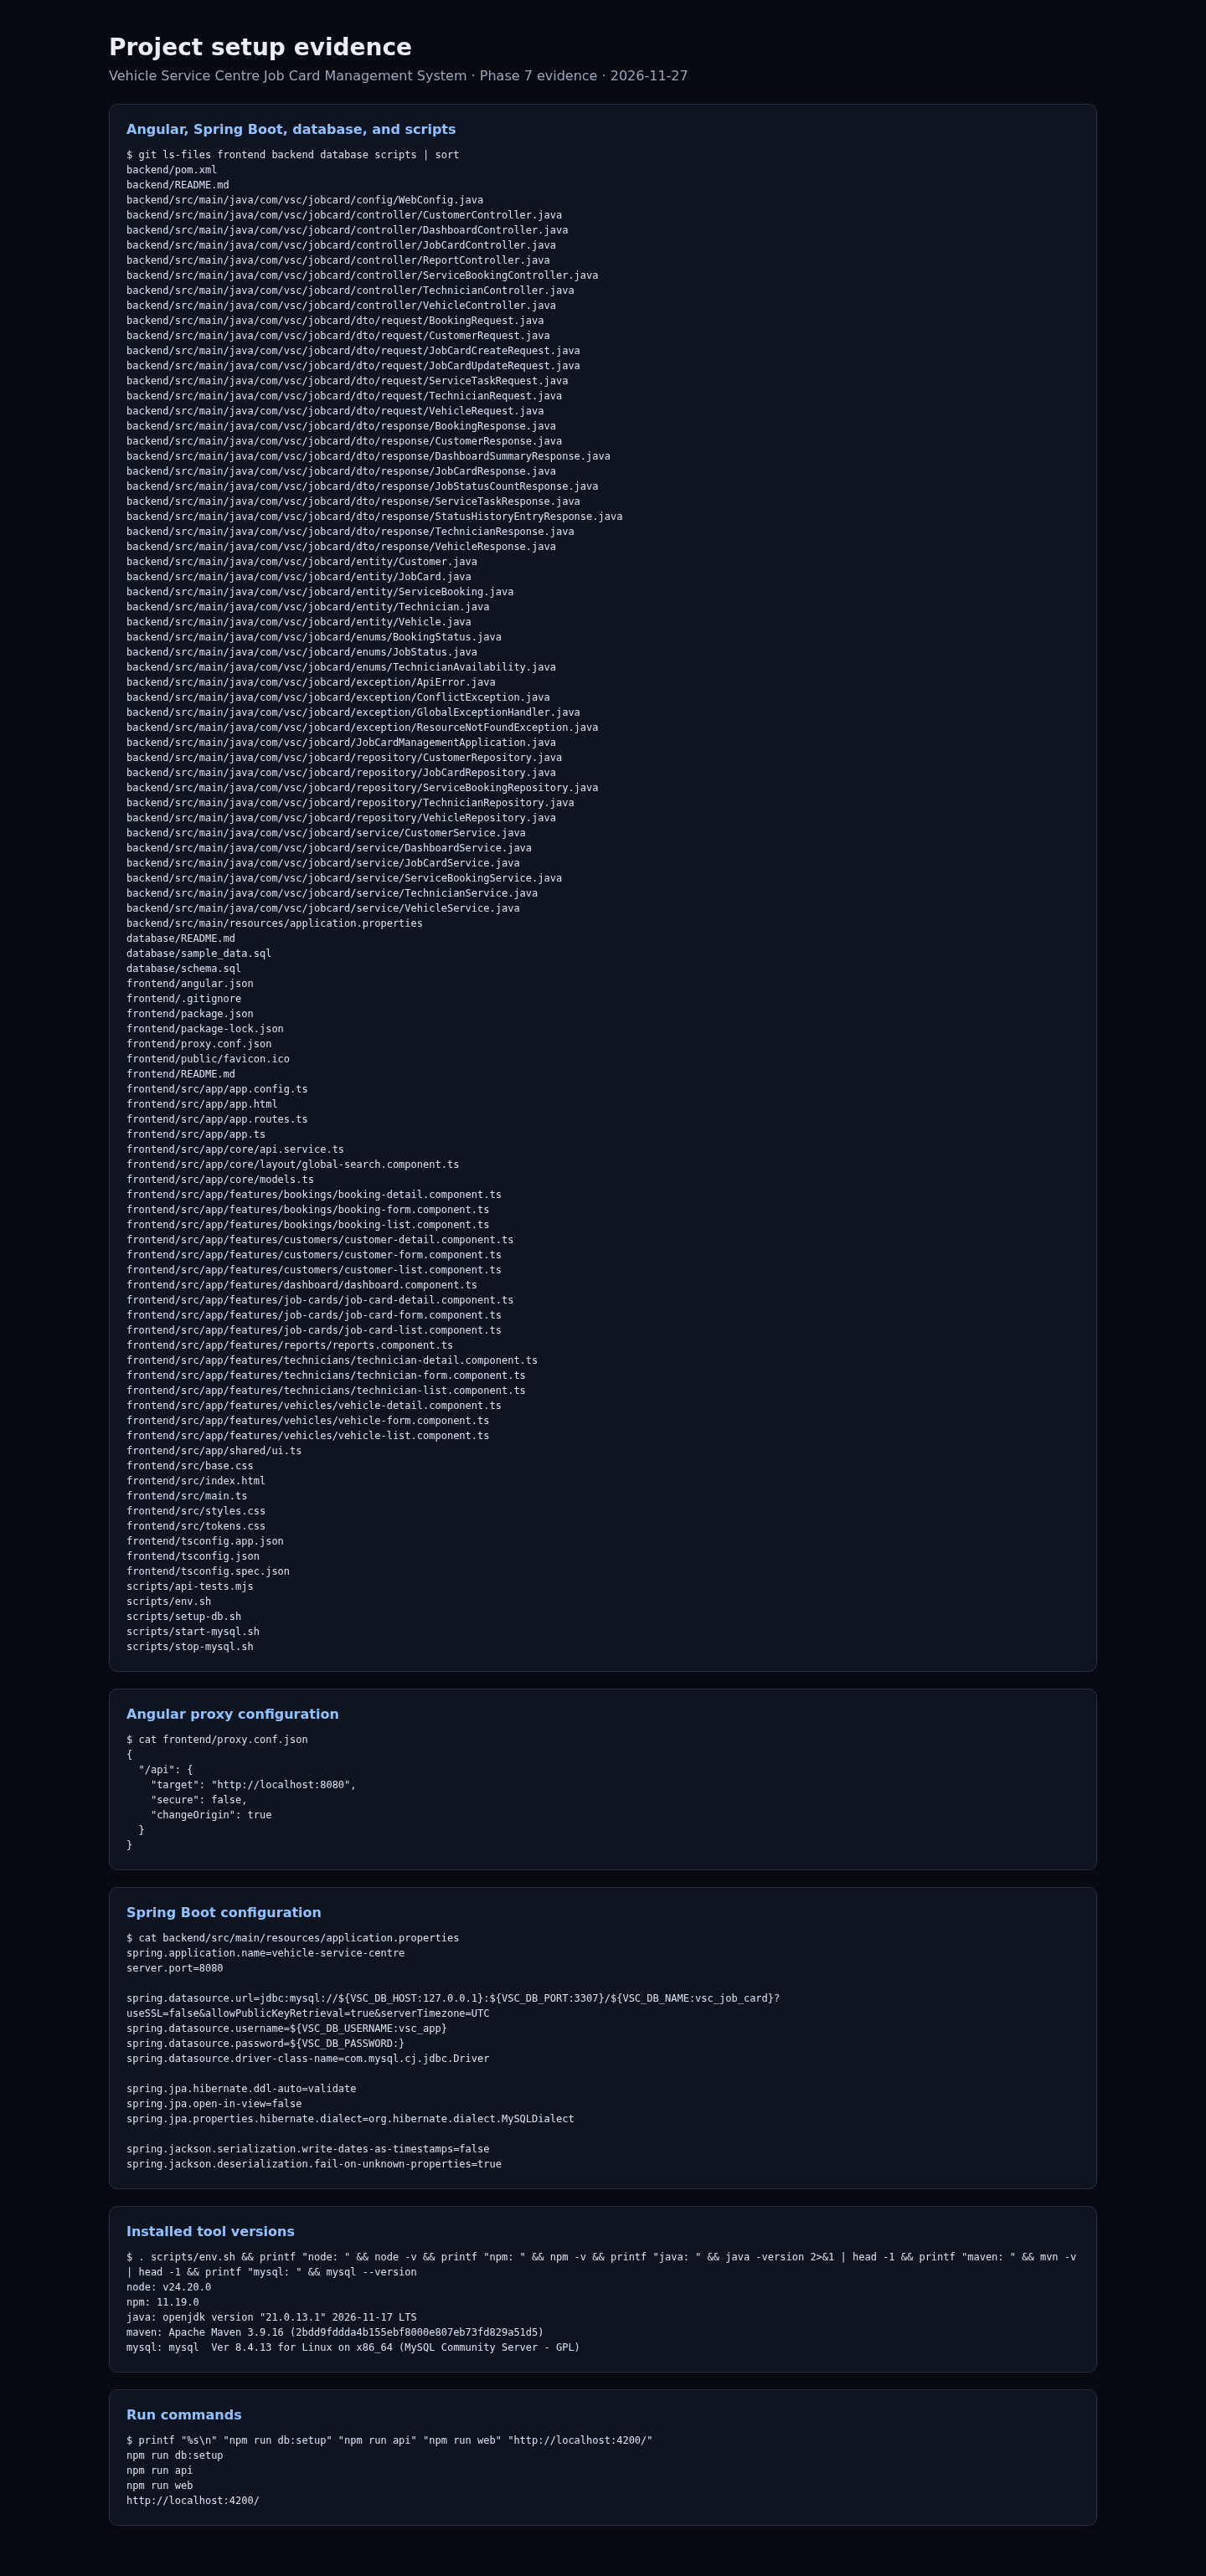 Project setup evidence
Vehicle Service Centre Job Card Management System · Phase 7 evidence · 2026-11-27
Angular, Spring Boot, database, and scripts
$ git ls-files frontend backend database scripts | sort
backend/pom.xml
backend/README.md
backend/src/main/java/com/vsc/jobcard/config/WebConfig.java
backend/src/main/java/com/vsc/jobcard/controller/CustomerController.java
backend/src/main/java/com/vsc/jobcard/controller/DashboardController.java
backend/src/main/java/com/vsc/jobcard/controller/JobCardController.java
backend/src/main/java/com/vsc/jobcard/controller/ReportController.java
backend/src/main/java/com/vsc/jobcard/controller/ServiceBookingController.java
backend/src/main/java/com/vsc/jobcard/controller/TechnicianController.java
backend/src/main/java/com/vsc/jobcard/controller/VehicleController.java
backend/src/main/java/com/vsc/jobcard/dto/request/BookingRequest.java
backend/src/main/java/com/vsc/jobcard/dto/request/CustomerRequest.java
backend/src/main/java/com/vsc/jobcard/dto/request/JobCardCreateRequest.java
backend/src/main/java/com/vsc/jobcard/dto/request/JobCardUpdateRequest.java
backend/src/main/java/com/vsc/jobcard/dto/request/ServiceTaskRequest.java
backend/src/main/java/com/vsc/jobcard/dto/request/TechnicianRequest.java
backend/src/main/java/com/vsc/jobcard/dto/request/VehicleRequest.java
backend/src/main/java/com/vsc/jobcard/dto/response/BookingResponse.java
backend/src/main/java/com/vsc/jobcard/dto/response/CustomerResponse.java
backend/src/main/java/com/vsc/jobcard/dto/response/DashboardSummaryResponse.java
backend/src/main/java/com/vsc/jobcard/dto/response/JobCardResponse.java
backend/src/main/java/com/vsc/jobcard/dto/response/JobStatusCountResponse.java
backend/src/main/java/com/vsc/jobcard/dto/response/ServiceTaskResponse.java
backend/src/main/java/com/vsc/jobcard/dto/response/StatusHistoryEntryResponse.java
backend/src/main/java/com/vsc/jobcard/dto/response/TechnicianResponse.java
backend/src/main/java/com/vsc/jobcard/dto/response/VehicleResponse.java
backend/src/main/java/com/vsc/jobcard/entity/Customer.java
backend/src/main/java/com/vsc/jobcard/entity/JobCard.java
backend/src/main/java/com/vsc/jobcard/entity/ServiceBooking.java
backend/src/main/java/com/vsc/jobcard/entity/Technician.java
backend/src/main/java/com/vsc/jobcard/entity/Vehicle.java
backend/src/main/java/com/vsc/jobcard/enums/BookingStatus.java
backend/src/main/java/com/vsc/jobcard/enums/JobStatus.java
backend/src/main/java/com/vsc/jobcard/enums/TechnicianAvailability.java
backend/src/main/java/com/vsc/jobcard/exception/ApiError.java
backend/src/main/java/com/vsc/jobcard/exception/ConflictException.java
backend/src/main/java/com/vsc/jobcard/exception/GlobalExceptionHandler.java
backend/src/main/java/com/vsc/jobcard/exception/ResourceNotFoundException.java
backend/src/main/java/com/vsc/jobcard/JobCardManagementApplication.java
backend/src/main/java/com/vsc/jobcard/repository/CustomerRepository.java
backend/src/main/java/com/vsc/jobcard/repository/JobCardRepository.java
backend/src/main/java/com/vsc/jobcard/repository/ServiceBookingRepository.java
backend/src/main/java/com/vsc/jobcard/repository/TechnicianRepository.java
backend/src/main/java/com/vsc/jobcard/repository/VehicleRepository.java
backend/src/main/java/com/vsc/jobcard/service/CustomerService.java
backend/src/main/java/com/vsc/jobcard/service/DashboardService.java
backend/src/main/java/com/vsc/jobcard/service/JobCardService.java
backend/src/main/java/com/vsc/jobcard/service/ServiceBookingService.java
backend/src/main/java/com/vsc/jobcard/service/TechnicianService.java
backend/src/main/java/com/vsc/jobcard/service/VehicleService.java
backend/src/main/resources/application.properties
database/README.md
database/sample_data.sql
database/schema.sql
frontend/angular.json
frontend/.gitignore
frontend/package.json
frontend/package-lock.json
frontend/proxy.conf.json
frontend/public/favicon.ico
frontend/README.md
frontend/src/app/app.config.ts
frontend/src/app/app.html
frontend/src/app/app.routes.ts
frontend/src/app/app.ts
frontend/src/app/core/api.service.ts
frontend/src/app/core/layout/global-search.component.ts
frontend/src/app/core/models.ts
frontend/src/app/features/bookings/booking-detail.component.ts
frontend/src/app/features/bookings/booking-form.component.ts
frontend/src/app/features/bookings/booking-list.component.ts
frontend/src/app/features/customers/customer-detail.component.ts
frontend/src/app/features/customers/customer-form.component.ts
frontend/src/app/features/customers/customer-list.component.ts
frontend/src/app/features/dashboard/dashboard.component.ts
frontend/src/app/features/job-cards/job-card-detail.component.ts
frontend/src/app/features/job-cards/job-card-form.component.ts
frontend/src/app/features/job-cards/job-card-list.component.ts
frontend/src/app/features/reports/reports.component.ts
frontend/src/app/features/technicians/technician-detail.component.ts
frontend/src/app/features/technicians/technician-form.component.ts
frontend/src/app/features/technicians/technician-list.component.ts
frontend/src/app/features/vehicles/vehicle-detail.component.ts
frontend/src/app/features/vehicles/vehicle-form.component.ts
frontend/src/app/features/vehicles/vehicle-list.component.ts
frontend/src/app/shared/ui.ts
frontend/src/base.css
frontend/src/index.html
frontend/src/main.ts
frontend/src/styles.css
frontend/src/tokens.css
frontend/tsconfig.app.json
frontend/tsconfig.json
frontend/tsconfig.spec.json
scripts/api-tests.mjs
scripts/env.sh
scripts/setup-db.sh
scripts/start-mysql.sh
scripts/stop-mysql.sh
Angular proxy configuration
$ cat frontend/proxy.conf.json
{
  "/api": {
    "target": "http://localhost:8080",
    "secure": false,
    "changeOrigin": true
  }
}
Spring Boot configuration
$ cat backend/src/main/resources/application.properties
spring.application.name=vehicle-service-centre
server.port=8080
spring.datasource.url=jdbc:mysql://${VSC_DB_HOST:127.0.0.1}:${VSC_DB_PORT:3307}/${VSC_DB_NAME:vsc_job_card}?
useSSL=false&allowPublicKeyRetrieval=true&serverTimezone=UTC
spring.datasource.username=${VSC_DB_USERNAME:vsc_app}
spring.datasource.password=${VSC_DB_PASSWORD:}
spring.datasource.driver-class-name=com.mysql.cj.jdbc.Driver
spring.jpa.hibernate.ddl-auto=validate
spring.jpa.open-in-view=false
spring.jpa.properties.hibernate.dialect=org.hibernate.dialect.MySQLDialect
spring.jackson.serialization.write-dates-as-timestamps=false
spring.jackson.deserialization.fail-on-unknown-properties=true
Installed tool versions
$ . scripts/env.sh && printf "node: " && node -v && printf "npm: " && npm -v && printf "java: " && java -version 2>&1 | head -1 && printf "maven: " && mvn -v
| head -1 && printf "mysql: " && mysql --version
node: v24.20.0
npm: 11.19.0
java: openjdk version "21.0.13.1" 2026-11-17 LTS
maven: Apache Maven 3.9.16 (2bdd9fddda4b155ebf8000e807eb73fd829a51d5)
mysql: mysql  Ver 8.4.13 for Linux on x86_64 (MySQL Community Server - GPL)
Run commands
$ printf "%s\n" "npm run db:setup" "npm run api" "npm run web" "http://localhost:4200/"
npm run db:setup
npm run api
npm run web
http://localhost:4200/